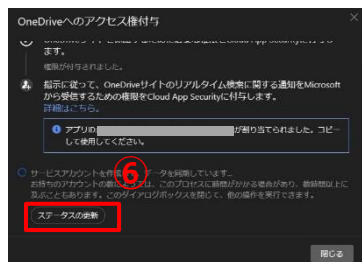 OneDriveへのアクセス権付与
ます。
権限が付与されました。
指示に従って、OneDriveサイトのリアルタイム検索に関する通知をMicrosoft
から受信するための権限をCloud App Securityに付与します。
詳細はこちら。
アプリの が割り当てられました。コピー
して使用してください。
サービスアカウントを作成 データを同期しています...
お持ちのアカウントの数によっては、このプロセスに時間がかかる場合があり、数時間以上に
及ぶこともあります。このダイアログボックスを閉じて、他の操作を実行できます。
⑥
ステータスの更新
閉じる